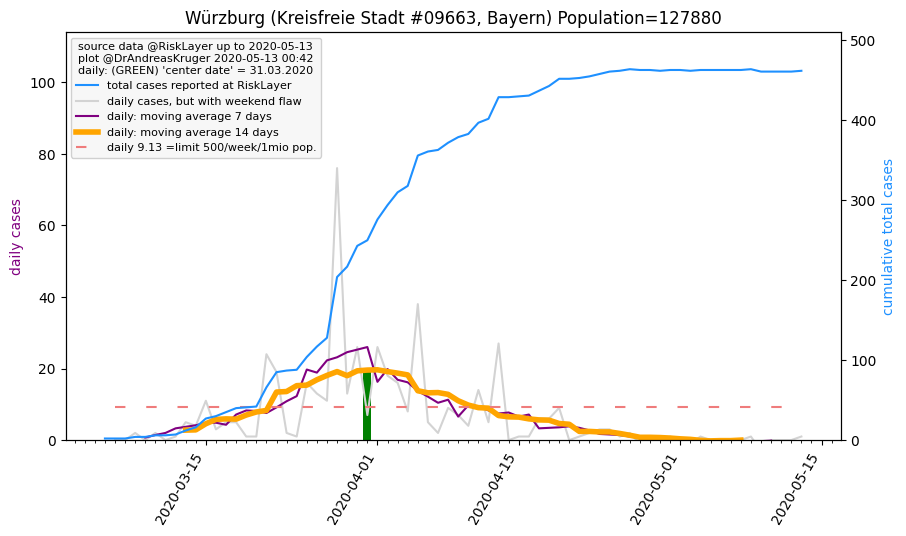 Würzburg (Kreisfreie Stadt #09663, Bayern) Population=127880
source data @RiskLayer up to 2020-05-13
plot @DrAndreasKruger 2020-05-13 00:42
daily: (GREEN) 'center date' = 31.03.2020
total cases reported at RiskLayer
daily cases, but with weekend flaw
daily: moving average 7 days
daily: moving average 14 days
daily 9.13 =limit 500/week/1mio pop.
daily cases
0
20
40
60
80
100
cumulative total cases
0
100
200
300
400
500
2020-03-15
2020-04-01
2020-04-15
2020-05-01
2020-05-15